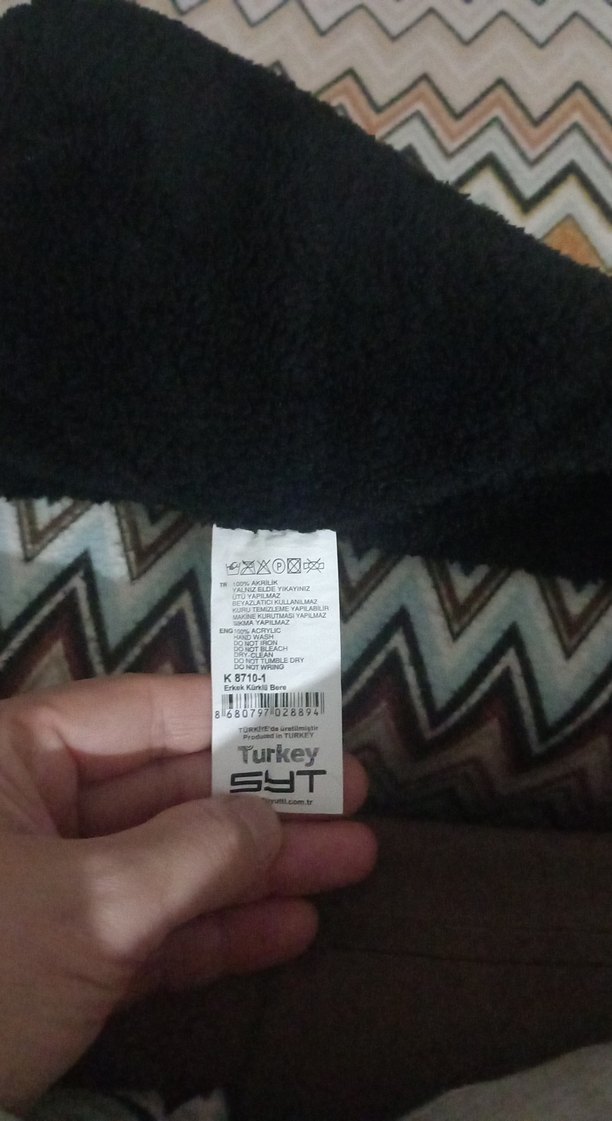 TR 100% AKRİLİK
YALNIZ ELDE YIKAYINIZ
ÜTÜ YAPILMAZ
BEYAZLATICI KULLANILMAZ
KURU TEMİZLEME YAPILABİLİR
MAKİNE KURUTMASI YAPILMAZ
SIKMA YAPILMAZ
ENG 100% ACRYLIC
HAND WASH
DO NOT IRON
DO NOT BLEACH
DRY-CLEAN
DO NOT TUMBLE DRY
DO NOT WRING
K 8710-1
Erkek Kürklü Bere
8 680797 028894
TÜRKİYE'de üretilmiştir
Produced in TURKEY
Turkey
SYT